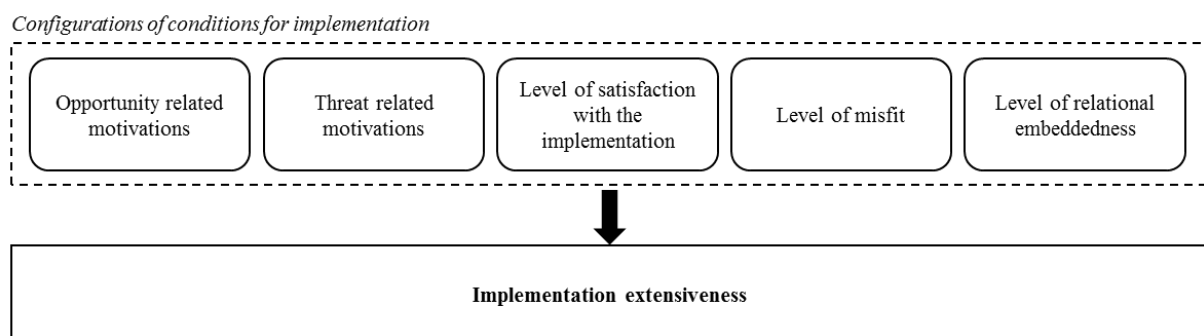 Configurations of conditions for implementation
Opportunity related
motivations
Threat related
motivations
Level of satisfaction
with the
implementation
Level of misfit
Level of relational
embeddedness
Implementation extensiveness